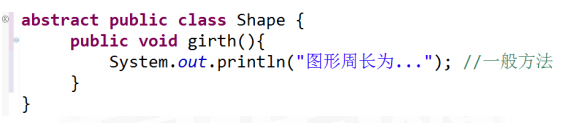 abstract public class Shape {
public void girth(){
System.out.println("图形周长为..."); //一般方法
}
}